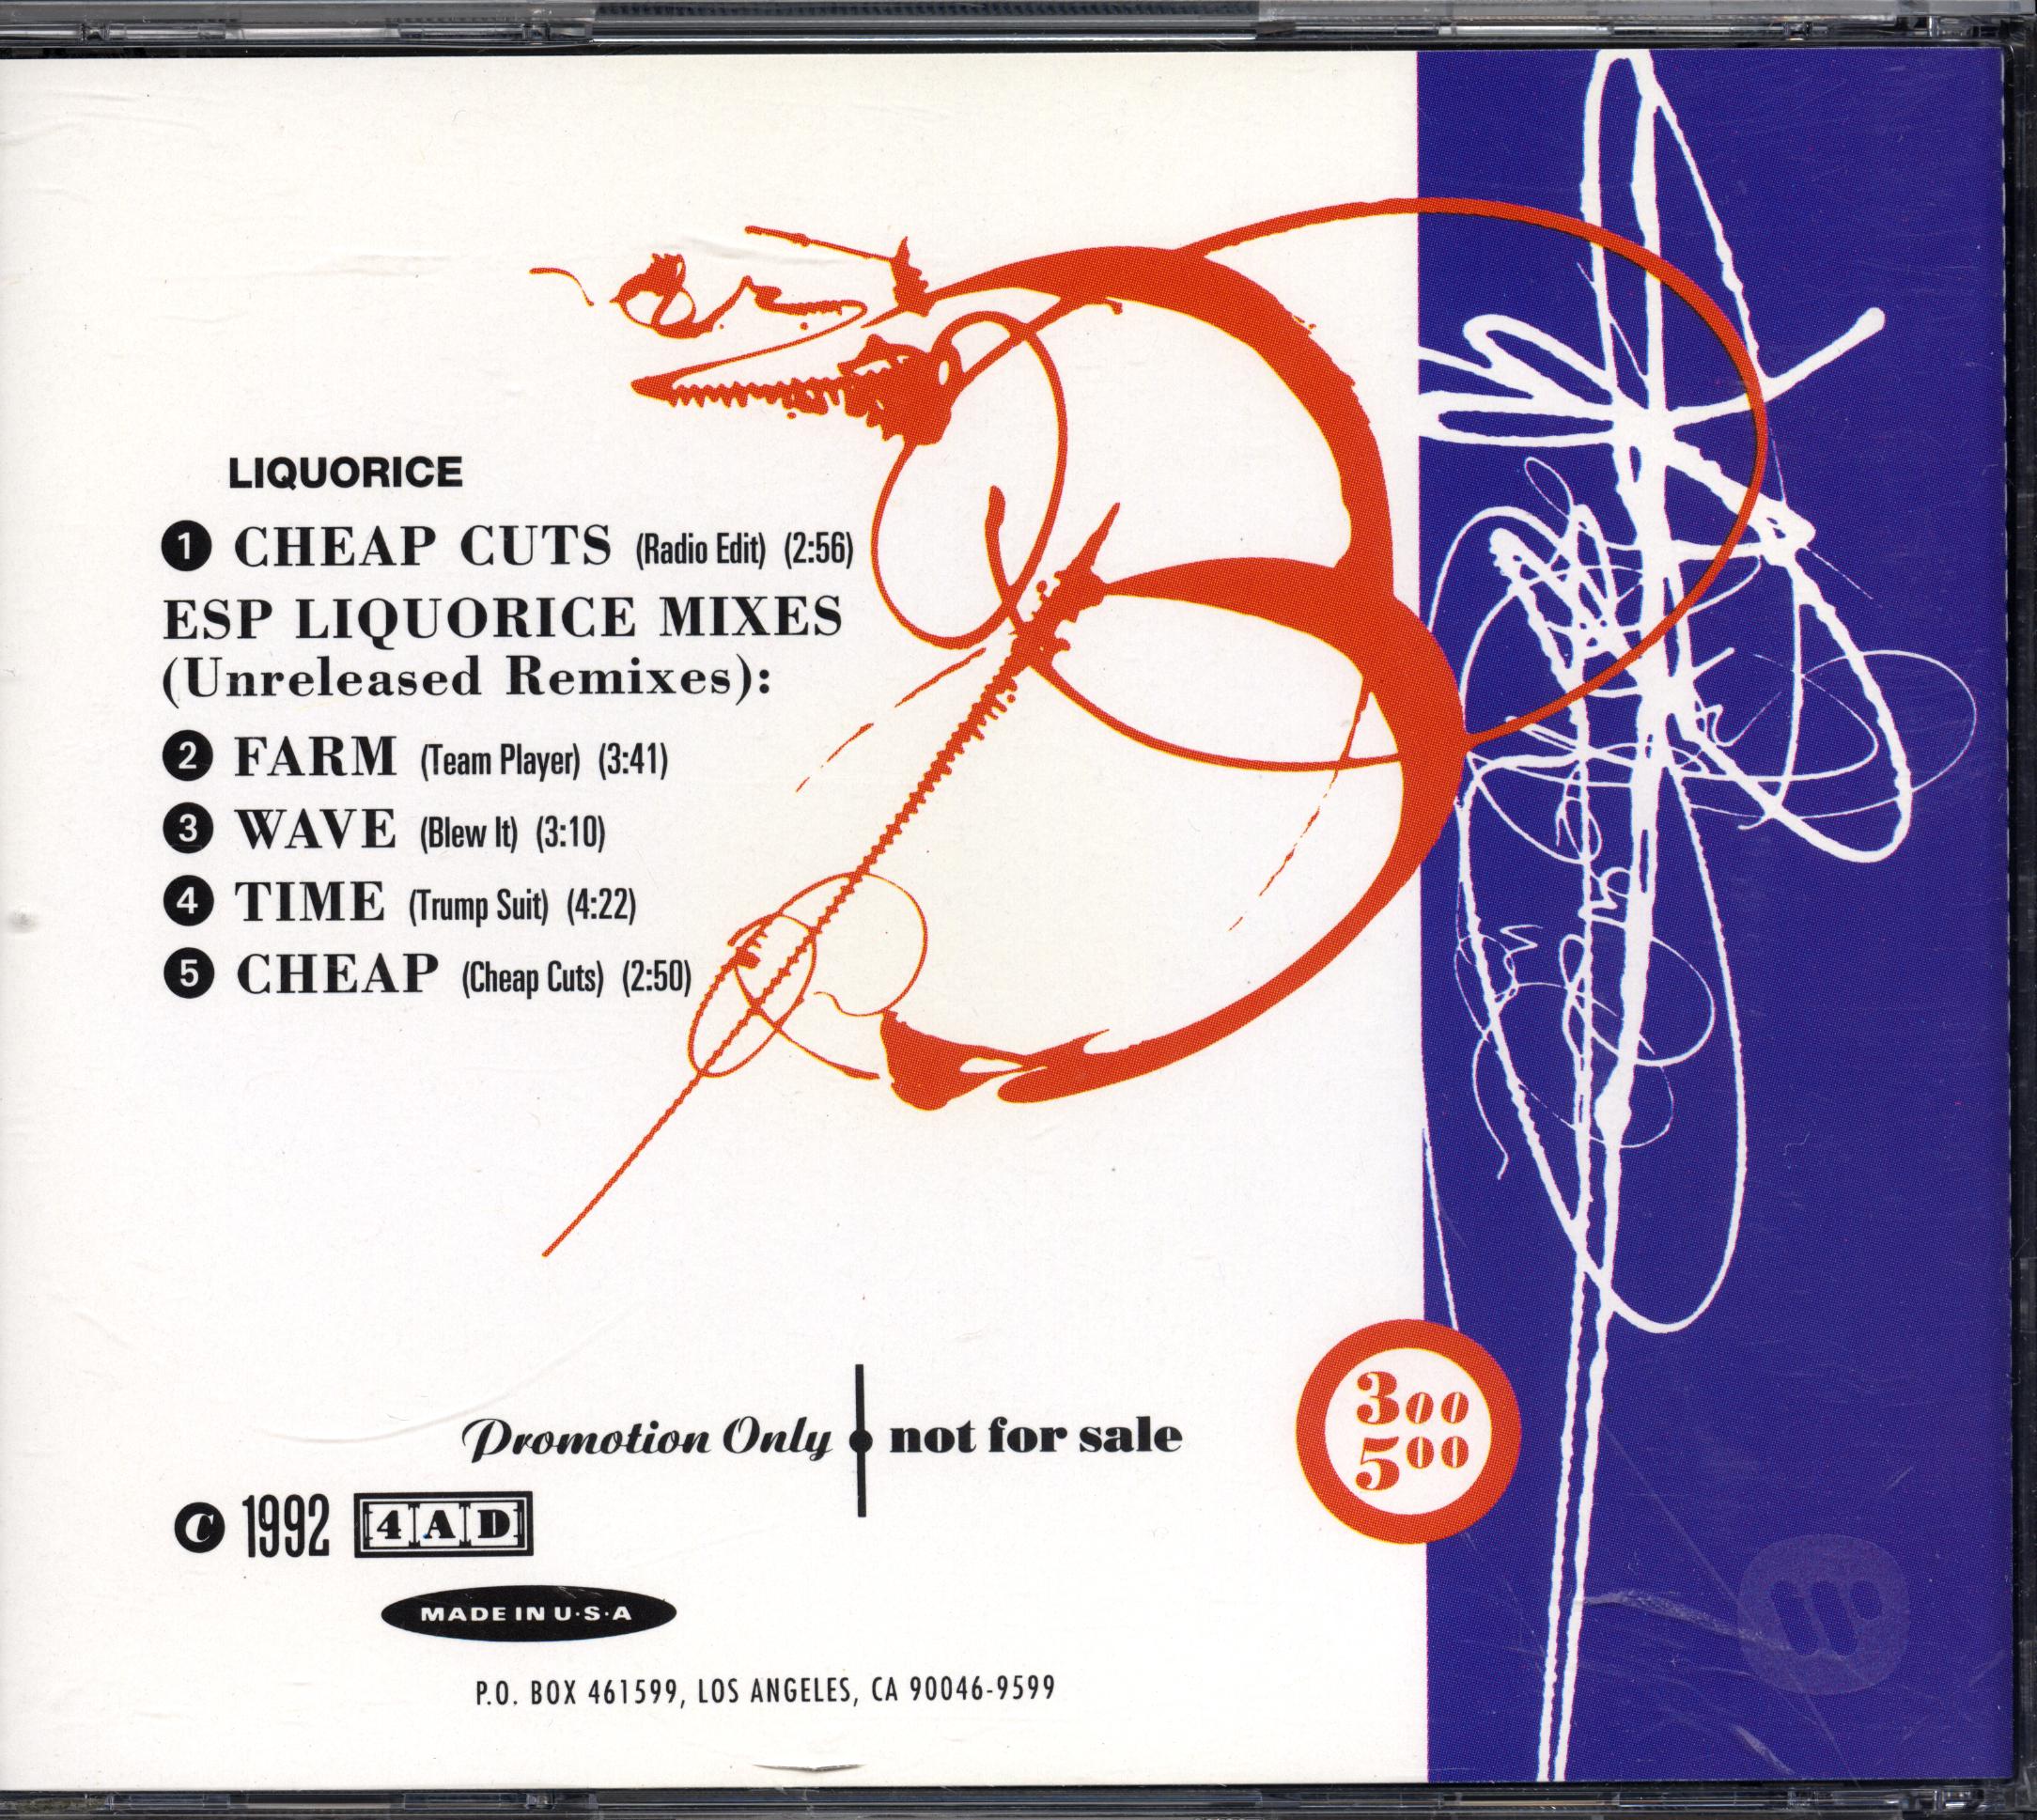 LIQUORICE
1 CHEAP CUTS (Radio Edit) (2:56)
ESP LIQUORICE MIXES
(Unreleased Remixes):
2 FARM (Team Player) (3:41)
3 WAVE (Blew It) (3:10)
4 TIME (Trump Suit) (4:22)
5 CHEAP (Cheap Cuts) (2:50)
Promotion Only not for sale
300
500
© 1992 4AD
MADE IN U·S·A
P.O. BOX 461599, LOS ANGELES, CA 90046-9599